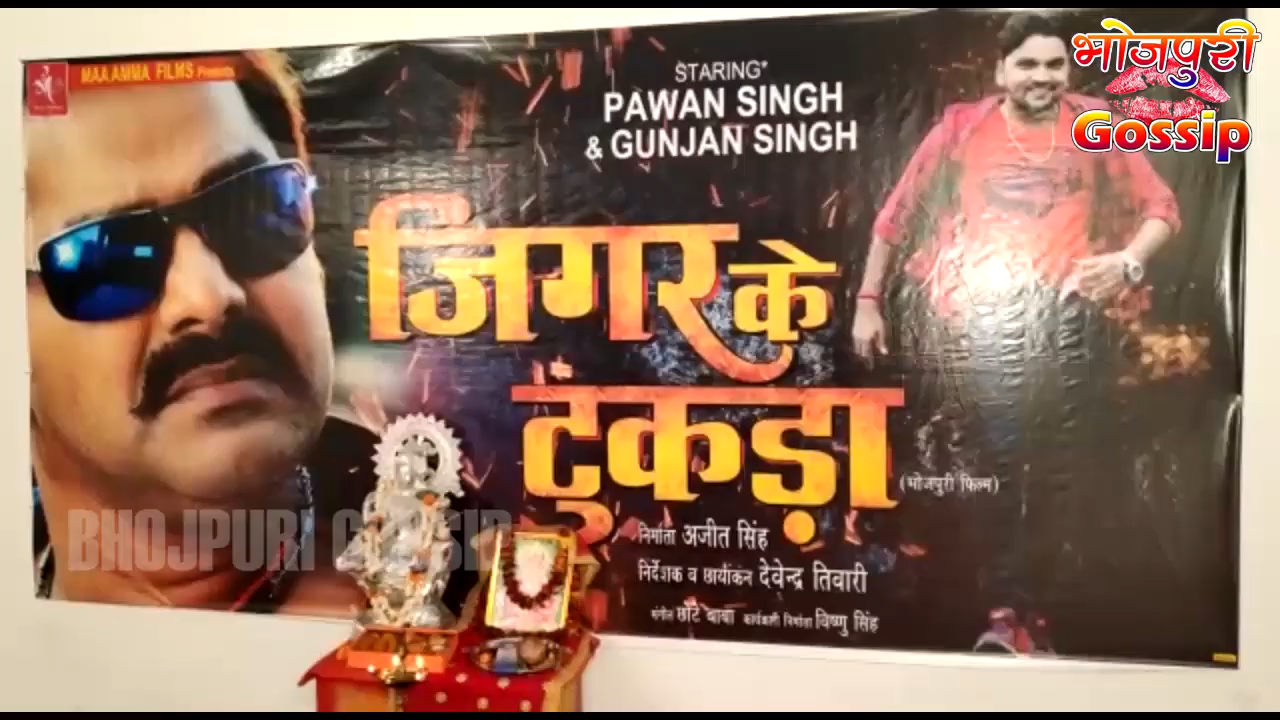 भोजपुरी
Gossip
MAA AMMA FILMS Presents
STARING*
PAWAN SINGH
& GUNJAN SINGH
जिगर के
टुकड़ा
(भोजपुरी फिल्म)
निर्माता अजीत सिंह
निर्देशक व छायांकन देवेन्द्र तिवारी
संगीत छोटे बाबा कार्यकारी निर्माता विष्णु सिंह
BHOJPURI GOSSIP